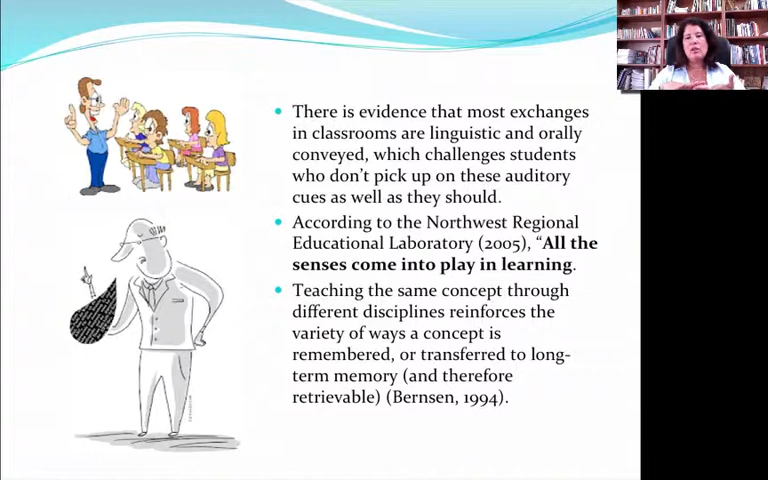 There is evidence that most exchanges
in classrooms are linguistic and orally
conveyed, which challenges students
who don't pick up on these auditory
cues as well as they should.
According to the Northwest Regional
Educational Laboratory (2005), “All the
senses come into play in learning.
Teaching the same concept through
different disciplines reinforces the
variety of ways a concept is
remembered, or transferred to long-
term memory (and therefore
retrievable) (Bernsen, 1994).